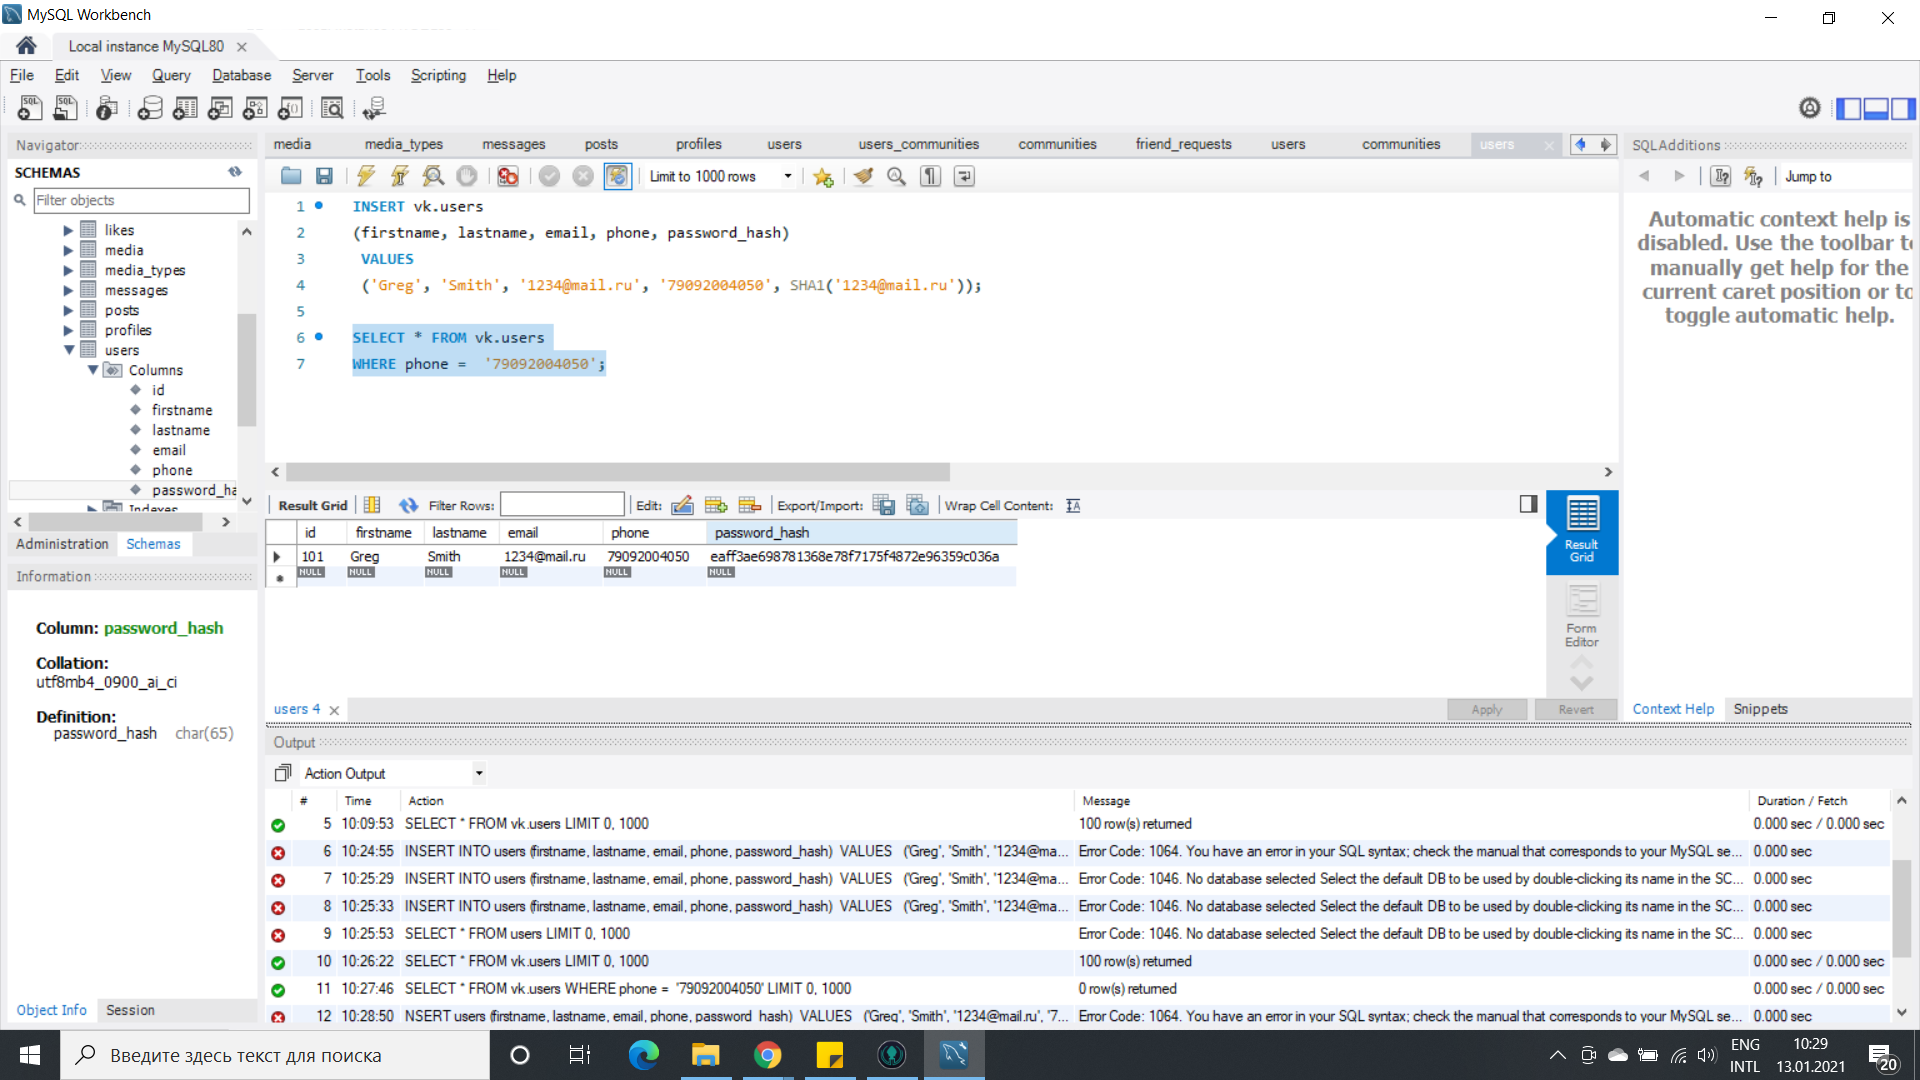 MySQL Workbench
Local instance MySQL80
File Edit View Query Database Server Tools Scripting Help
Navigator
SCHEMAS
Filter objects
likes
media
media_types
messages
posts
profiles
users
Columns
id
firstname
lastname
email
phone
password_ha
Indexes
Administration Schemas
Information
Column: password_hash
Collation:
utf8mb4_0900_ai_ci
Definition:
password_hash char(65)
Object Info Session
media media_types messages posts profiles users users_communities communities friend_requests users communities users
Limit to 1000 rows
1 INSERT vk.users
2 (firstname, lastname, email, phone, password_hash)
3 VALUES
4 ('Greg', 'Smith', '1234@mail.ru', '79092004050', SHA1('1234@mail.ru'));
5
6 SELECT * FROM vk.users
7 WHERE phone = '79092004050';
Result Grid Filter Rows: Edit: Export/Import: Wrap Cell Content:
id firstname lastname email phone password_hash
101 Greg Smith 1234@mail.ru 79092004050 eaff3ae698781368e78f7175f4872e96359c036a
NULL NULL NULL NULL NULL NULL
Result
Grid
Form
Editor
users 4
Apply Revert
SQLAdditions
Jump to
Automatic context help is
disabled. Use the toolbar to
manually get help for the
current caret position or to
toggle automatic help.
Context Help Snippets
Output
Action Output
# Time Action Message Duration / Fetch
5 10:09:53 SELECT * FROM vk.users LIMIT 0, 1000 100 row(s) returned 0.000 sec / 0.000 sec
6 10:24:55 INSERT INTO users (firstname, lastname, email, phone, password_hash) VALUES ('Greg', 'Smith', '1234@ma... Error Code: 1064. You have an error in your SQL syntax; check the manual that corresponds to your MySQL se... 0.000 sec
7 10:25:29 INSERT INTO users (firstname, lastname, email, phone, password_hash) VALUES ('Greg', 'Smith', '1234@ma... Error Code: 1046. No database selected Select the default DB to be used by double-clicking its name in the SC... 0.000 sec
8 10:25:33 INSERT INTO users (firstname, lastname, email, phone, password_hash) VALUES ('Greg', 'Smith', '1234@ma... Error Code: 1046. No database selected Select the default DB to be used by double-clicking its name in the SC... 0.000 sec
9 10:25:53 SELECT * FROM users LIMIT 0, 1000 Error Code: 1046. No database selected Select the default DB to be used by double-clicking its name in the SC... 0.000 sec
10 10:26:22 SELECT * FROM vk.users LIMIT 0, 1000 100 row(s) returned 0.000 sec / 0.000 sec
11 10:27:46 SELECT * FROM vk.users WHERE phone = '79092004050' LIMIT 0, 1000 0 row(s) returned 0.000 sec / 0.000 sec
12 10:28:50 NSERT users (firstname, lastname, email, phone, password_hash) VALUES ('Greg', 'Smith', '1234@mail.ru', '7... Error Code: 1064. You have an error in your SQL syntax; check the manual that corresponds to your MySQL se... 0.000 sec
Введите здесь текст для поиска
ENG
INTL
10:29
13.01.2021
20